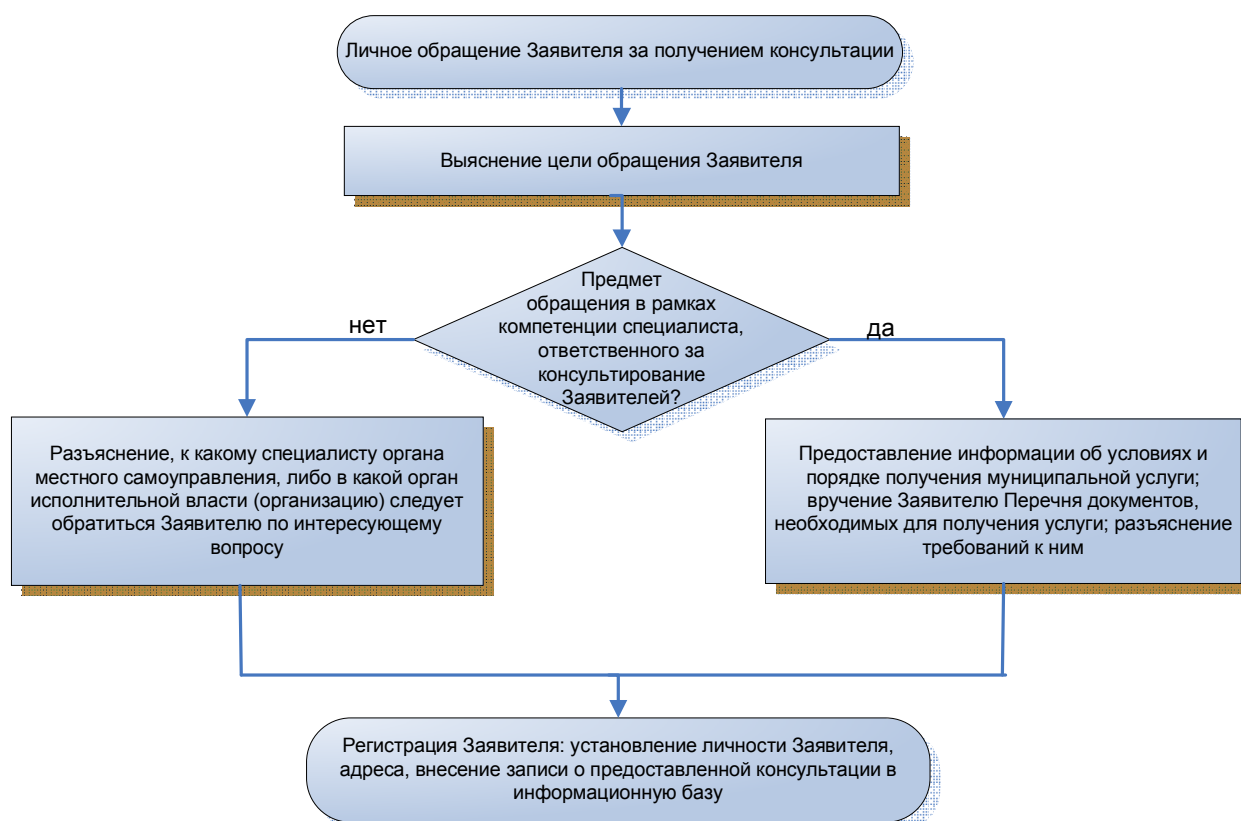 Личное обращение Заявителя за получением консультации
Выяснение цели обращения Заявителя
Предмет
обращения в рамках
компетенции специалиста,
ответственного за
консультирование
Заявителей?
нет
да
Разъяснение, к какому специалисту органа
местного самоуправления, либо в какой орган
исполнительной власти (организацию) следует
обратиться Заявителю по интересующему
вопросу
Предоставление информации об условиях и
порядке получения муниципальной услуги;
вручение Заявителю Перечня документов,
необходимых для получения услуги; разъяснение
требований к ним
Регистрация Заявителя: установление личности Заявителя,
адреса, внесение записи о предоставленной консультации в
информационную базу